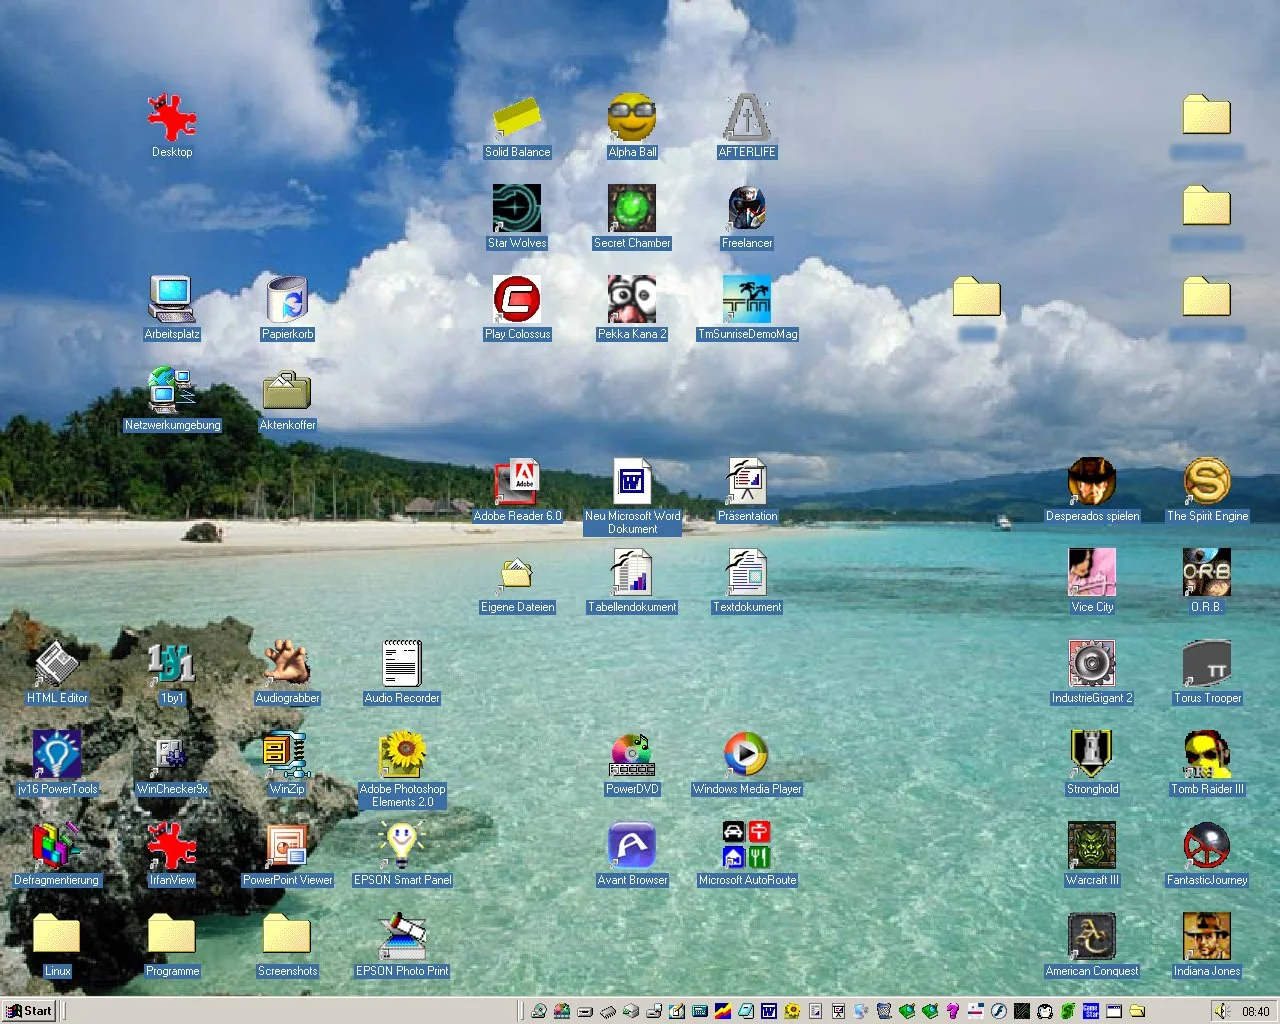 Desktop
Solid Balance
Alpha Ball
AFTERLIFE
Star Wolves
Secret Chamber
Freelancer
Arbeitsplatz
Papierkorb
Play Colossus
Pekka Kana 2
TmSunriseDemoMag
Netzwerkumgebung
Aktenkoffer
Adobe Reader 6.0
Neu Microsoft Word
Dokument
Präsentation
Desperados spielen
The Spirit Engine
Eigene Dateien
Tabellendokument
Textdokument
Vice City
O.R.B.
HTML Editor
1by1
Audiograbber
Audio Recorder
IndustrieGigant 2
Torus Trooper
jv16 PowerTools
WinChecker9x
WinZip
Adobe Photoshop
Elements 2.0
PowerDVD
Windows Media Player
Stronghold
Tomb Raider III
Defragmentierung
IrfanView
PowerPoint Viewer
EPSON Smart Panel
Avant Browser
Microsoft AutoRoute
Warcraft III
FantasticJourney
Linux
Programme
Screenshots
EPSON Photo Print
American Conquest
Indiana Jones
Start
08:40